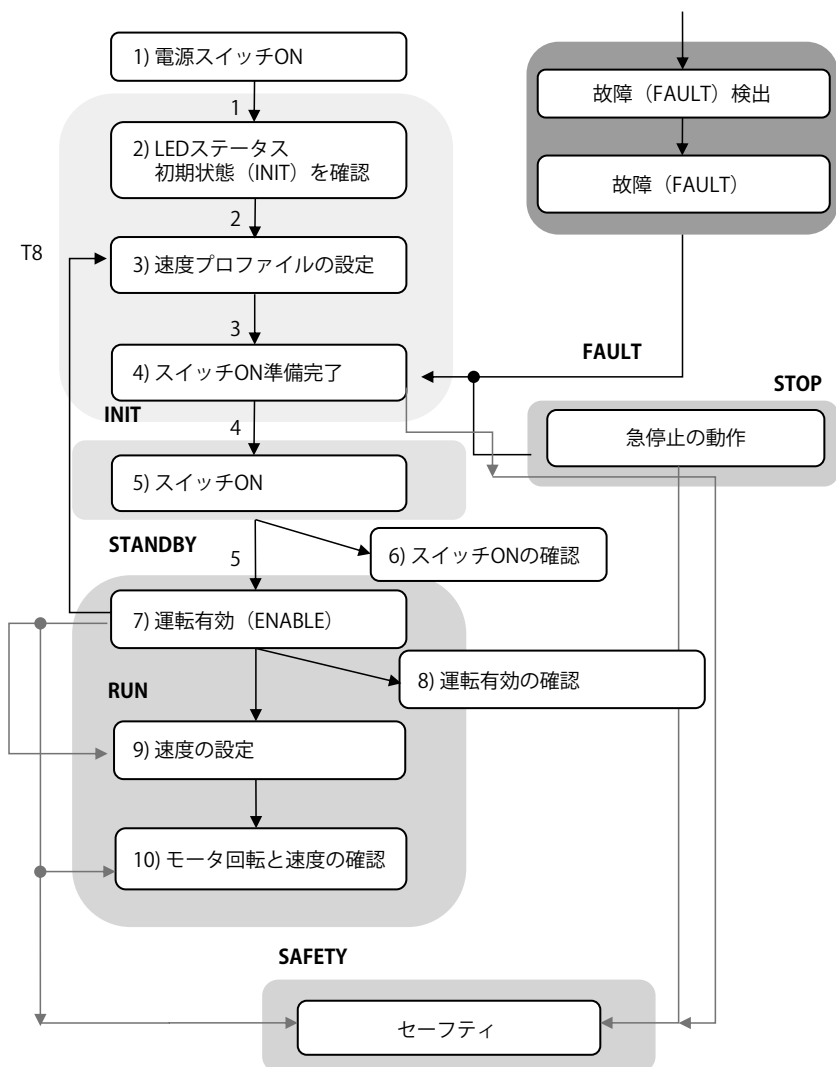 1) 電源スイッチON
1
2) LEDステータス
初期状態（INIT）を確認
2
T8
3) 速度プロファイルの設定
3
4) スイッチON準備完了
INIT
4
5) スイッチON
STANDBY
5
6) スイッチONの確認
7) 運転有効（ENABLE）
8) 運転有効の確認
RUN
9) 速度の設定
10) モータ回転と速度の確認
故障（FAULT）検出
故障（FAULT）
FAULT
STOP
急停止の動作
SAFETY
セーフティ